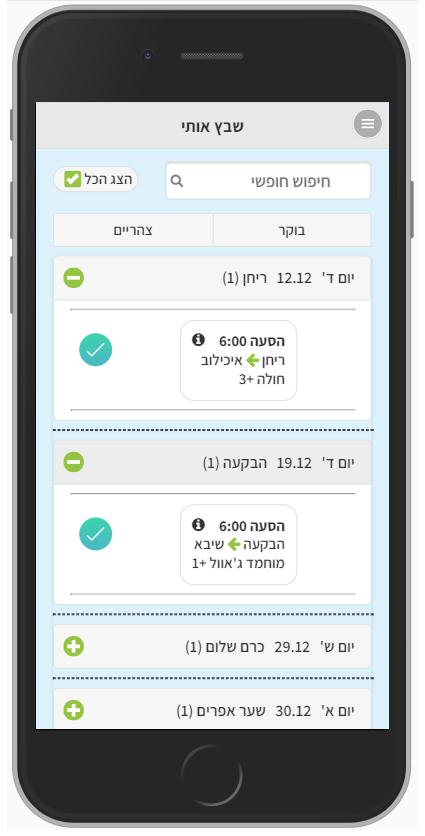 שבץ אותי
חיפוש חופשי
הצג הכל
בוקר
צהריים
יום ד' 12.12 ריחן (1)
הסעה 6:00
ריחן איכילוב
חולה +3
יום ד' 19.12 הבקעה (1)
הסעה 6:00
הבקעה שיבא
מוחמד ג'אוול +1
יום ש' 29.12 כרם שלום (1)
יום א' 30.12 שער אפרים (1)